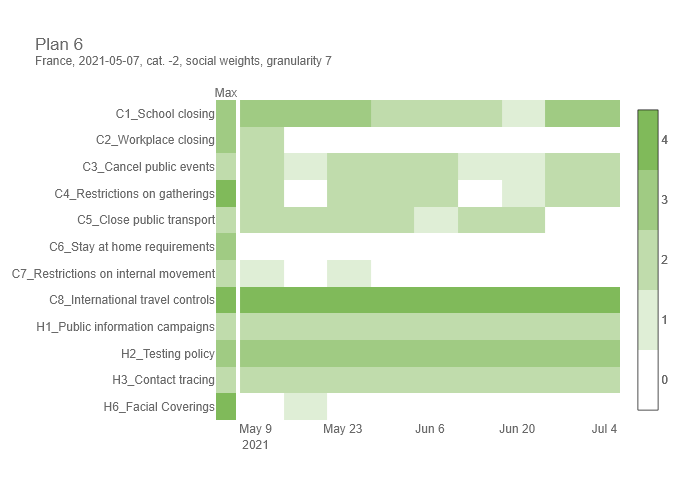 Plan 6
France, 2021-05-07, cat. -2, social weights, granularity 7
Max
C1_School closing
C2_Workplace closing
C3_Cancel public events
C4_Restrictions on gatherings
C5_Close public transport
C6_Stay at home requirements
C7_Restrictions on internal movement
C8_International travel controls
H1_Public information campaigns
H2_Testing policy
H3_Contact tracing
H6_Facial Coverings
May 9 May 23 Jun 6 Jun 20 Jul 4
2021
4
3
2
1
0